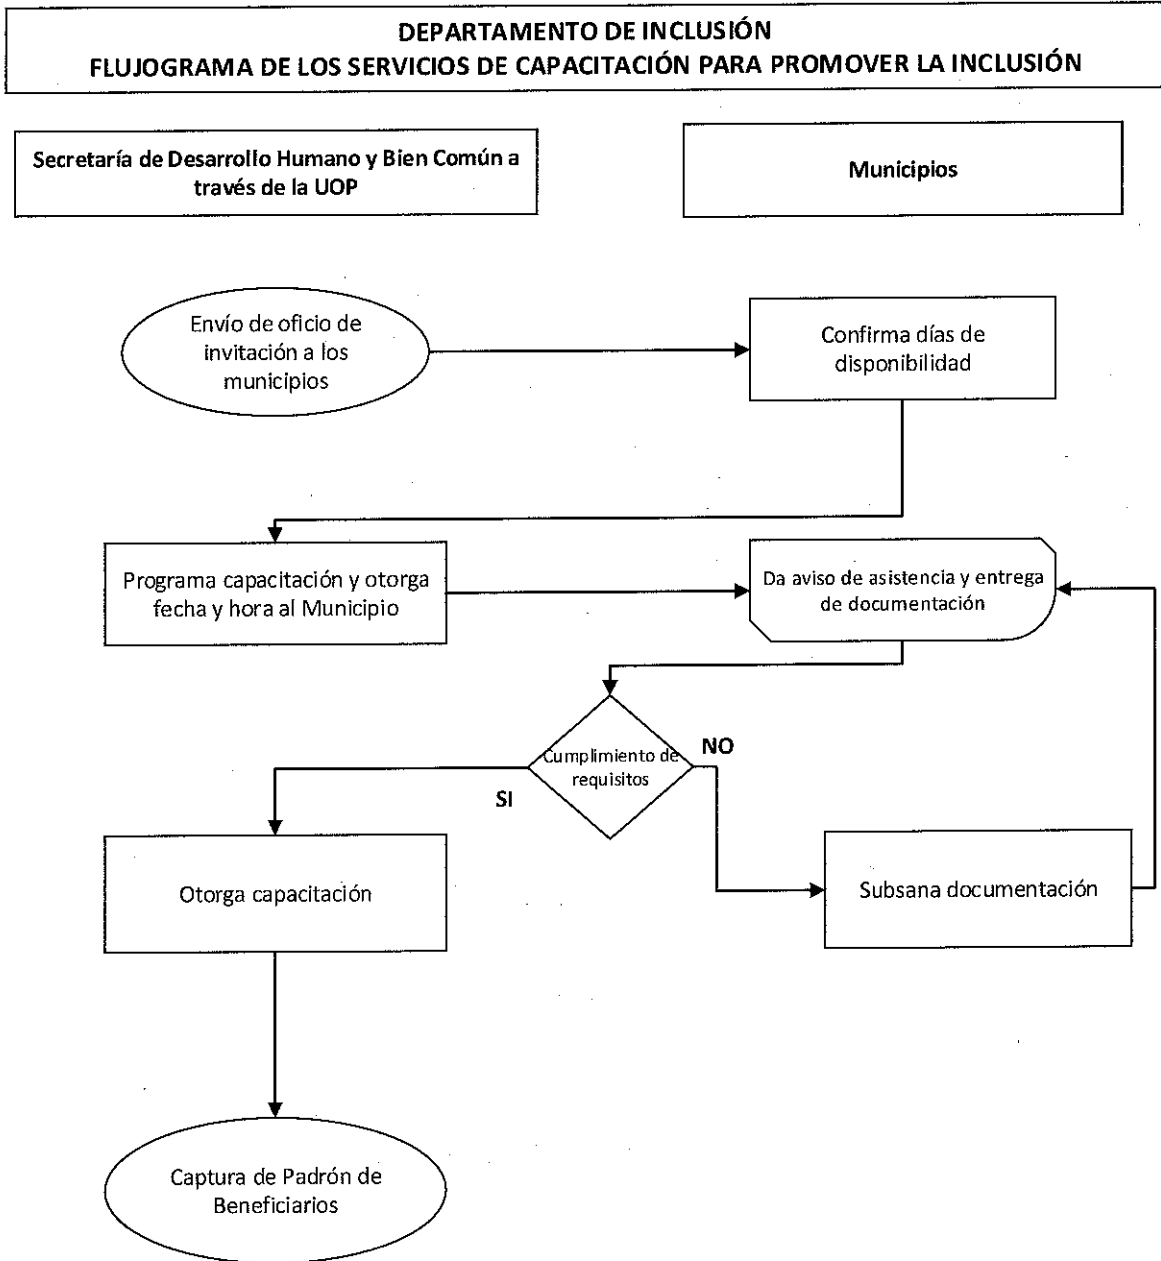 DEPARTAMENTO DE INCLUSIÓN
FLUJOGRAMA DE LOS SERVICIOS DE CAPACITACIÓN PARA PROMOVER LA INCLUSIÓN
Secretaría de Desarrollo Humano y Bien Común a
través de la UOP
Municipios
Envío de oficio de
invitación a los
municipios
Confirma días de
disponibilidad
Programa capacitación y otorga
fecha y hora al Municipio
Da aviso de asistencia y entrega
de documentación
Cumplimiento de
requisitos
NO
SI
Otorga capacitación
Subsana documentación
Captura de Padrón de
Beneficiarios